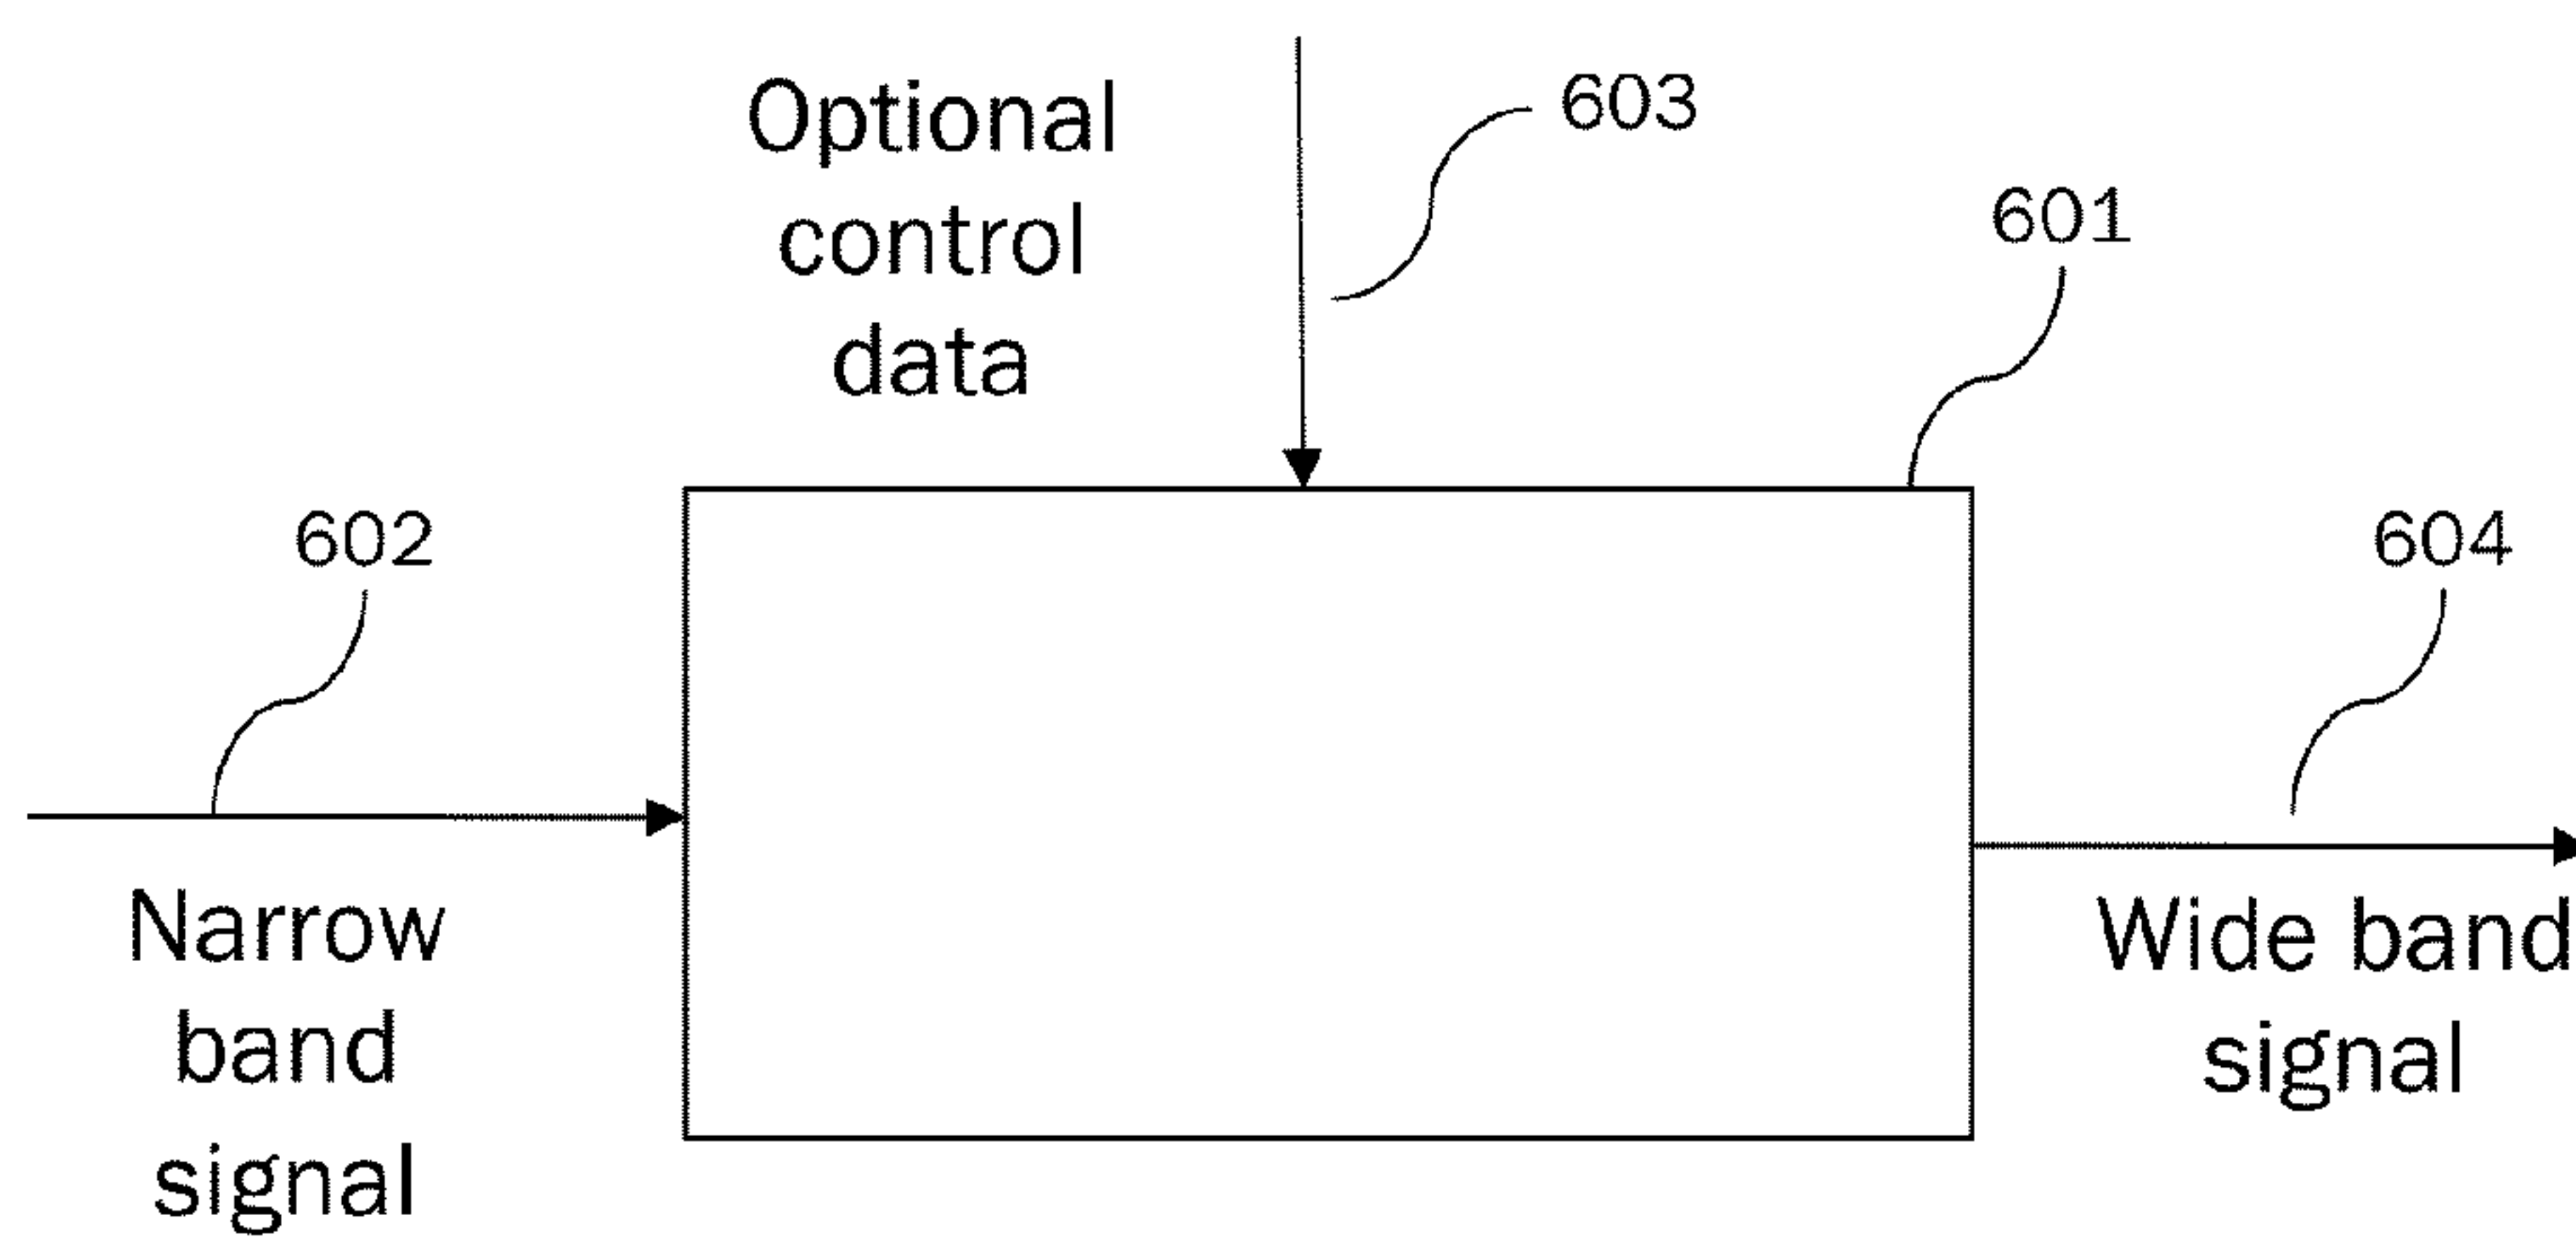 Optional
control
data
603
601
602
604
Narrow
band
signal
Wide band
signal